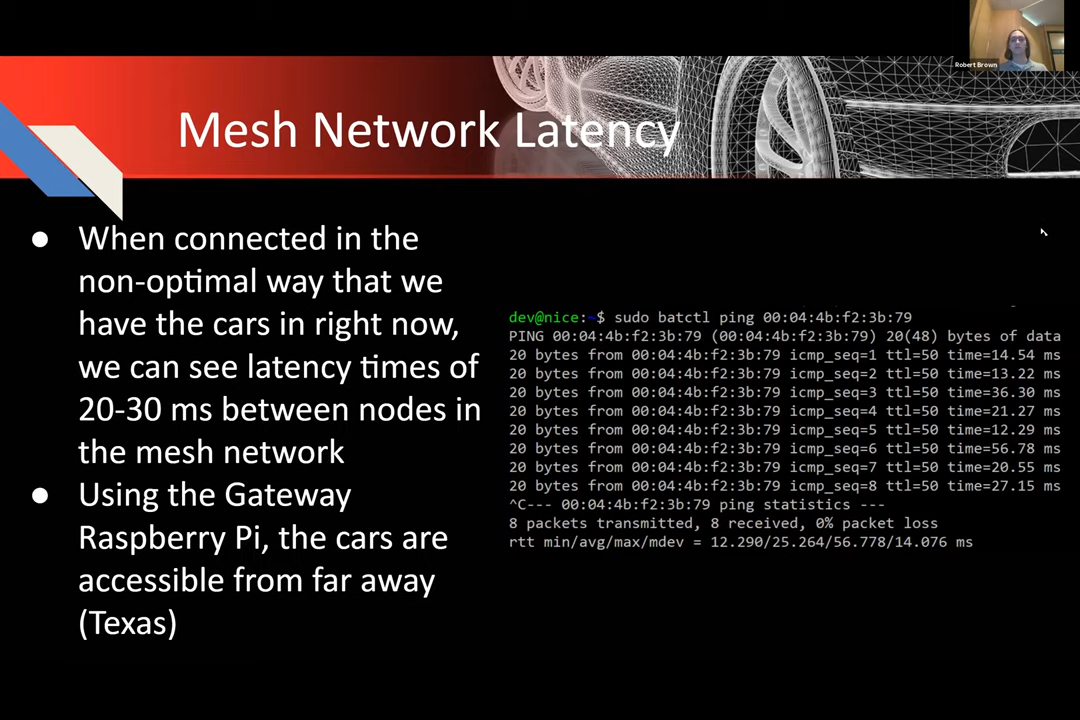 Robert Brown
Mesh Network Latency
● When connected in the
non-optimal way that we
have the cars in right now,
we can see latency times of
20-30 ms between nodes in
the mesh network
● Using the Gateway
Raspberry Pi, the cars are
accessible from far away
(Texas)
dev@nice:~$ sudo batctl ping 00:04:4b:f2:3b:79
PING 00:04:4b:f2:3b:79 (00:04:4b:f2:3b:79) 20(48) bytes of data
20 bytes from 00:04:4b:f2:3b:79 icmp_seq=1 ttl=50 time=14.54 ms
20 bytes from 00:04:4b:f2:3b:79 icmp_seq=2 ttl=50 time=13.22 ms
20 bytes from 00:04:4b:f2:3b:79 icmp_seq=3 ttl=50 time=36.30 ms
20 bytes from 00:04:4b:f2:3b:79 icmp_seq=4 ttl=50 time=21.27 ms
20 bytes from 00:04:4b:f2:3b:79 icmp_seq=5 ttl=50 time=12.29 ms
20 bytes from 00:04:4b:f2:3b:79 icmp_seq=6 ttl=50 time=56.78 ms
20 bytes from 00:04:4b:f2:3b:79 icmp_seq=7 ttl=50 time=20.55 ms
20 bytes from 00:04:4b:f2:3b:79 icmp_seq=8 ttl=50 time=27.15 ms
^C--- 00:04:4b:f2:3b:79 ping statistics ---
8 packets transmitted, 8 received, 0% packet loss
rtt min/avg/max/mdev = 12.290/25.264/56.778/14.076 ms